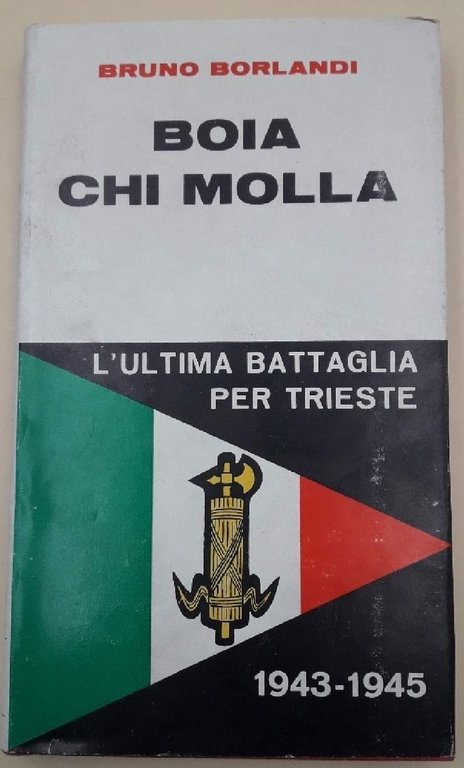 BRUNO BORLANDI
BOIA
CHI MOLLA
L'ULTIMA BATTAGLIA
PER TRIESTE
1943-1945